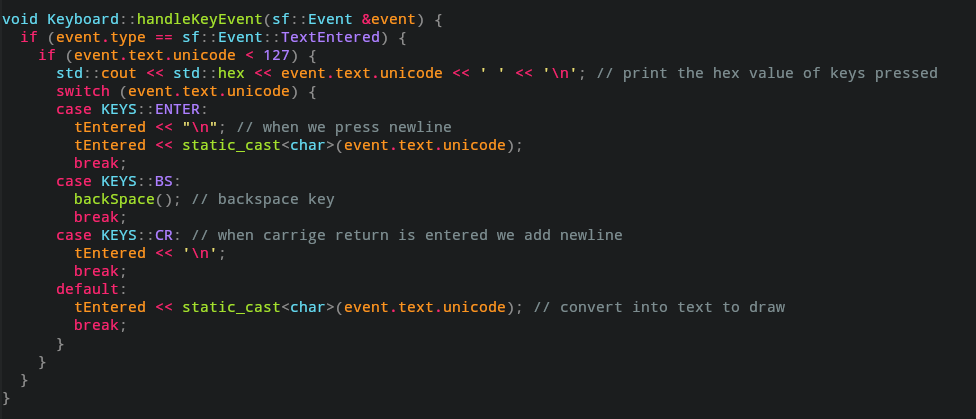 void Keyboard::handleKeyEvent(sf::Event &event) {
  if (event.type == sf::Event::TextEntered) {
    if (event.text.unicode < 127) {
      std::cout << std::hex << event.text.unicode << ' ' << '\n'; // print the hex value of keys pressed
      switch (event.text.unicode) {
      case KEYS::ENTER:
        tEntered << "\n"; // when we press newline
        tEntered << static_cast<char>(event.text.unicode);
        break;
      case KEYS::BS:
        backSpace(); // backspace key
        break;
      case KEYS::CR: // when carrige return is entered we add newline
        tEntered << '\n';
        break;
      default:
        tEntered << static_cast<char>(event.text.unicode); // convert into text to draw
        break;
      }
    }
  }
}